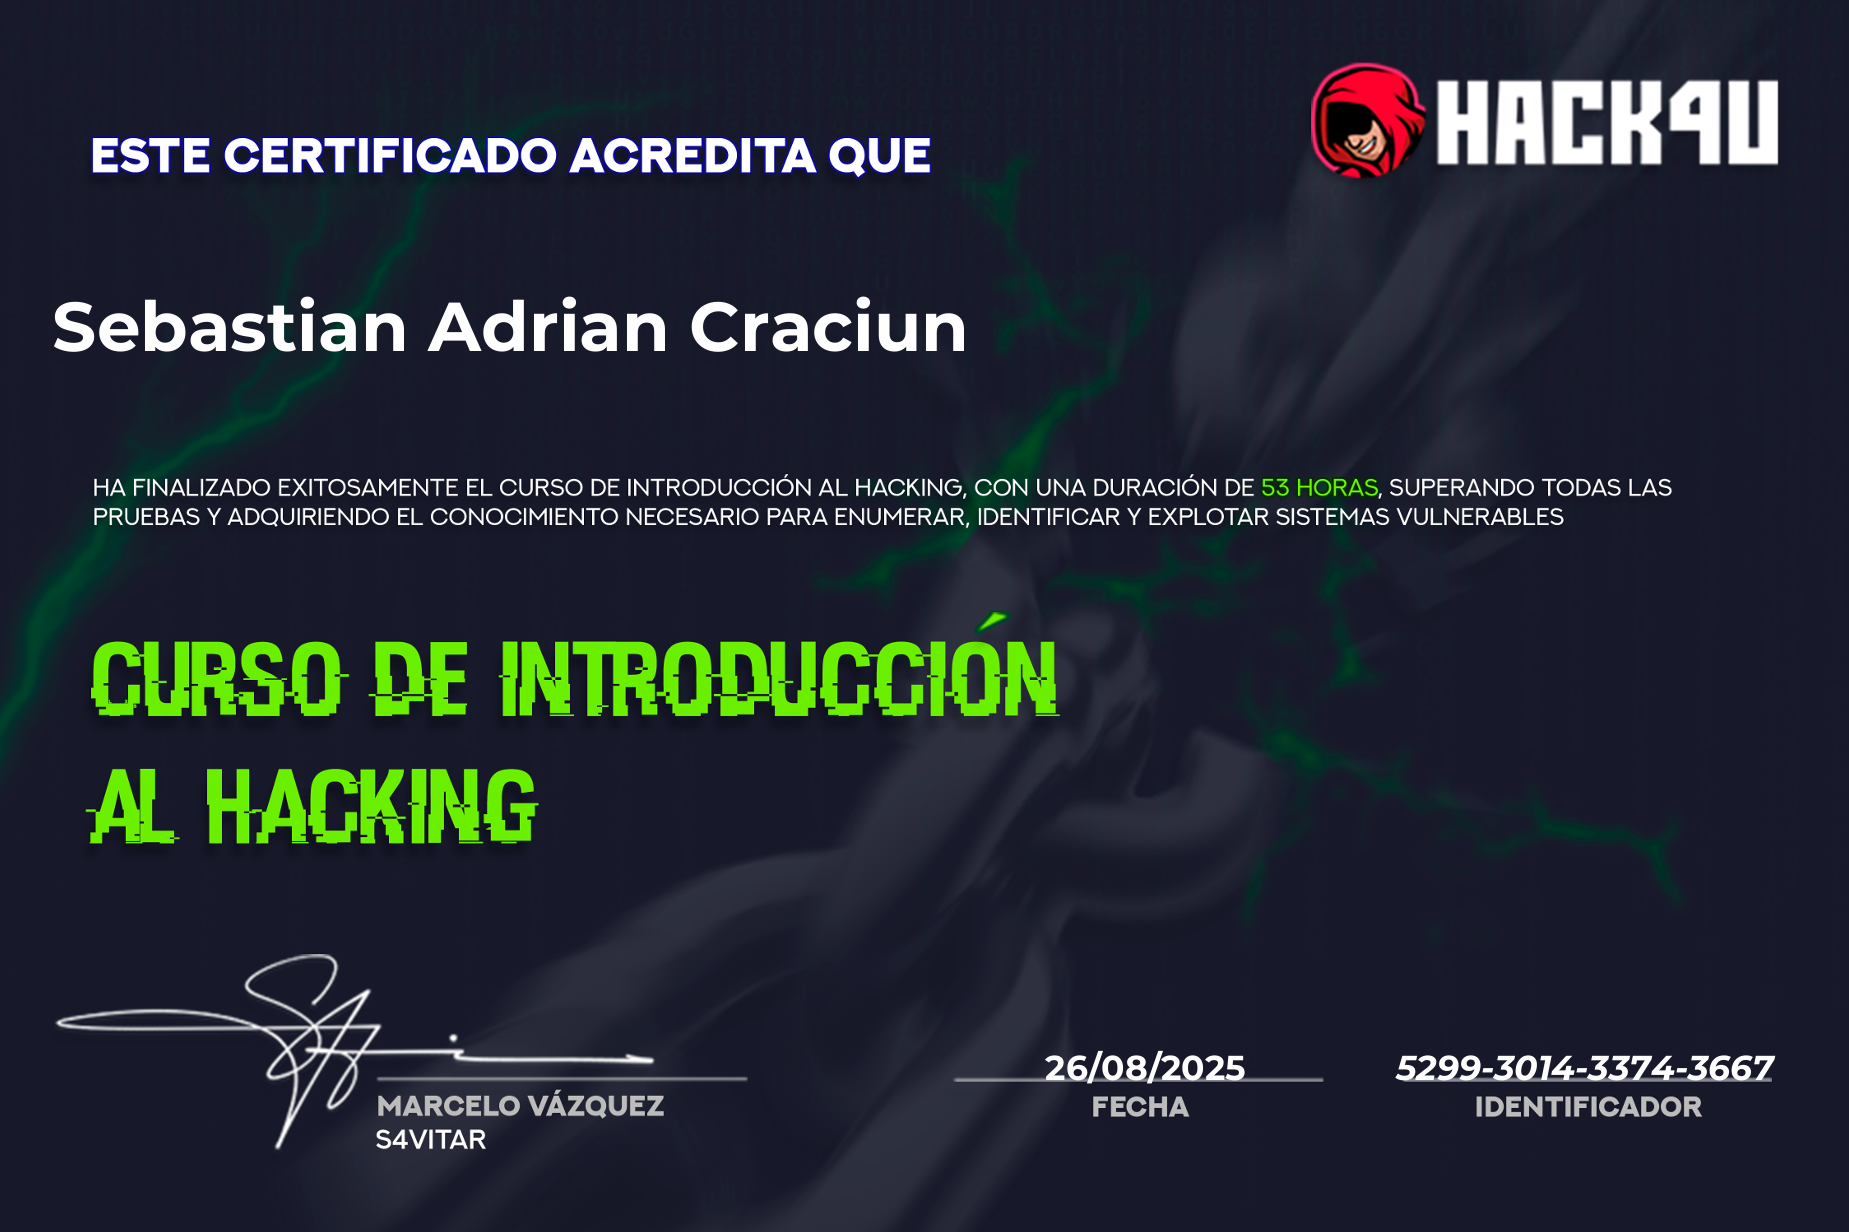 HACK4U
ESTE CERTIFICADO ACREDITA QUE
Sebastian Adrian Craciun
HA FINALIZADO EXITOSAMENTE EL CURSO DE INTRODUCCIÓN AL HACKING, CON UNA DURACIÓN DE 53 HORAS, SUPERANDO TODAS LAS
PRUEBAS Y ADQUIRIENDO EL CONOCIMIENTO NECESARIO PARA ENUMERAR, IDENTIFICAR Y EXPLOTAR SISTEMAS VULNERABLES
CURSO DE INTRODUCCIÓN
AL HACKING
MARCELO VÁZQUEZ
S4VITAR
26/08/2025
FECHA
5299-3014-3374-3667
IDENTIFICADOR